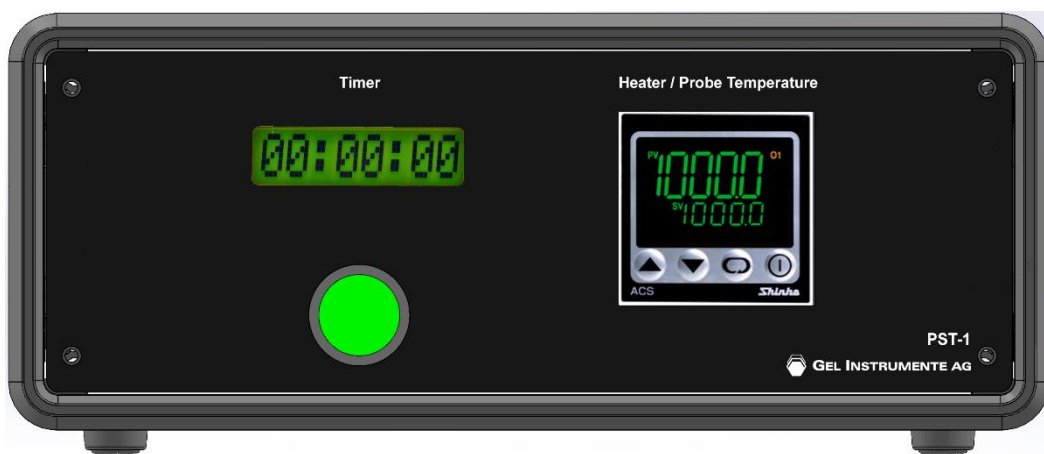 Timer
Heater / Probe Temperature
00:00:00
PV 1000.0 O1
SV 1000.0
ACS Shinko
PST-1
GEL INSTRUMENTE AG